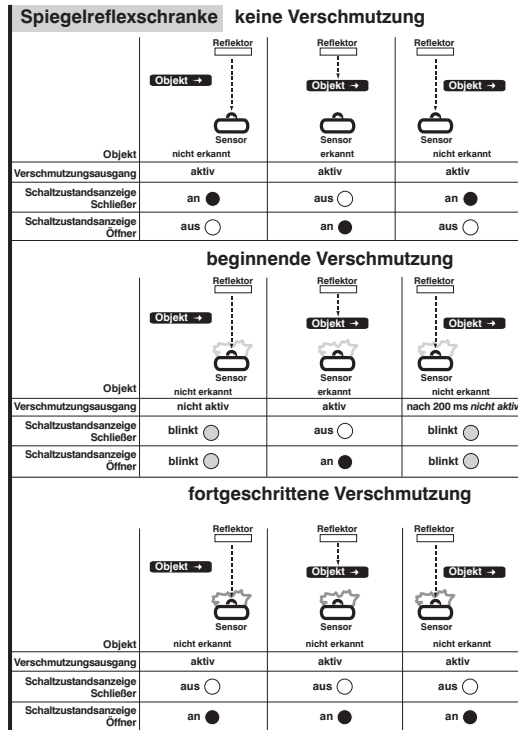 Spiegelreflexschranke keine Verschmutzung
Reflektor Reflektor Reflektor
Objekt → Objekt → Objekt →
Sensor Sensor Sensor
Objekt nicht erkannt erkannt nicht erkannt
Verschmutzungsausgang aktiv aktiv aktiv
Schaltzustandsanzeige
Schließer an aus an
Schaltzustandsanzeige
Öffner aus an aus
beginnende Verschmutzung
Reflektor Reflektor Reflektor
Objekt → Objekt → Objekt →
Sensor Sensor Sensor
Objekt nicht erkannt erkannt nicht erkannt
Verschmutzungsausgang nicht aktiv aktiv nach 200 ms nicht aktiv
Schaltzustandsanzeige
Schließer blinkt aus blinkt
Schaltzustandsanzeige
Öffner blinkt an blinkt
fortgeschrittene Verschmutzung
Reflektor Reflektor Reflektor
Objekt → Objekt → Objekt →
Sensor Sensor Sensor
Objekt nicht erkannt nicht erkannt nicht erkannt
Verschmutzungsausgang aktiv aktiv aktiv
Schaltzustandsanzeige
Schließer aus aus aus
Schaltzustandsanzeige
Öffner an an an